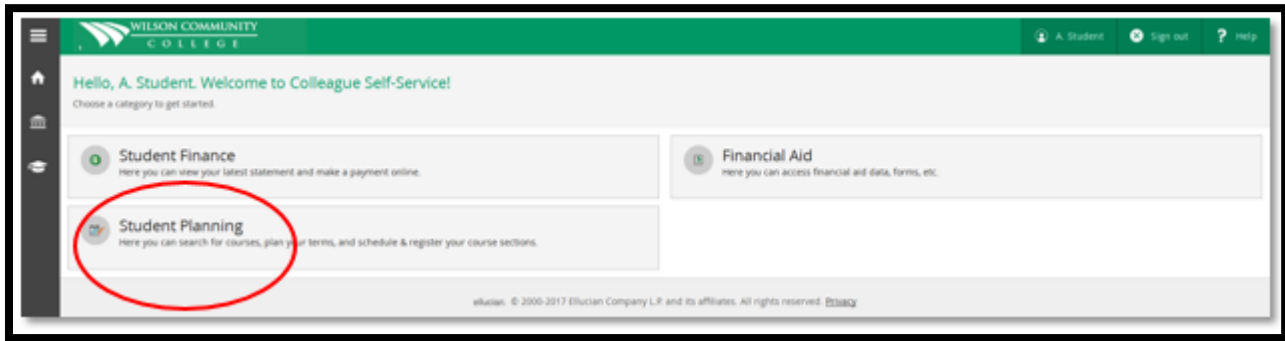 WILSON COMMUNITY
COLLEGE
A. Student
Sign out
? Help
Hello, A. Student. Welcome to Colleague Self-Service!
Choose a category to get started.
Student Finance
Here you can view your latest statement and make a payment online.
Financial Aid
Here you can access financial aid data, forms, etc.
Student Planning
Here you can search for courses, plan your terms, and schedule & register your course sections.
ellucian. © 2000-2017 Ellucian Company L.P. and its affiliates. All rights reserved. Privacy